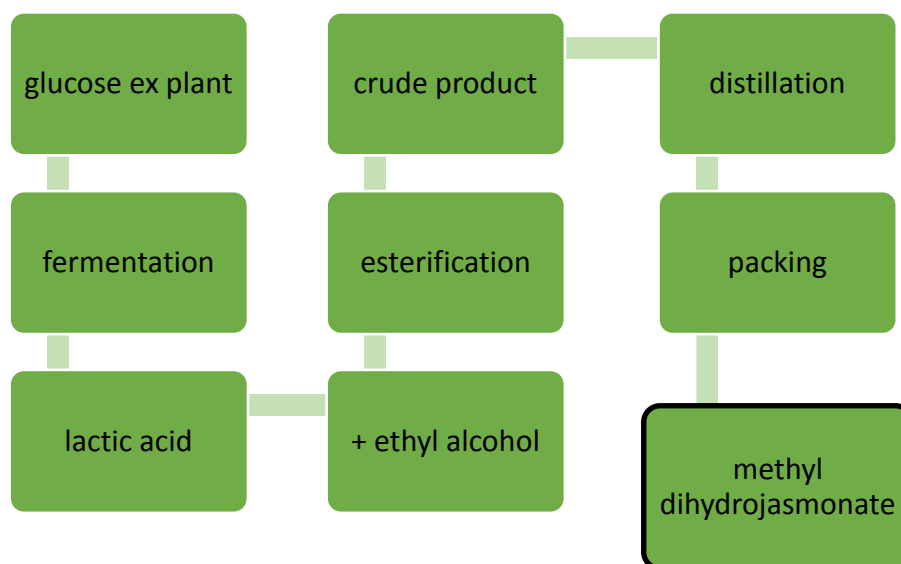 glucose ex plant
fermentation
lactic acid
+ ethyl alcohol
esterification
crude product
distillation
packing
methyl
dihydrojasmonate